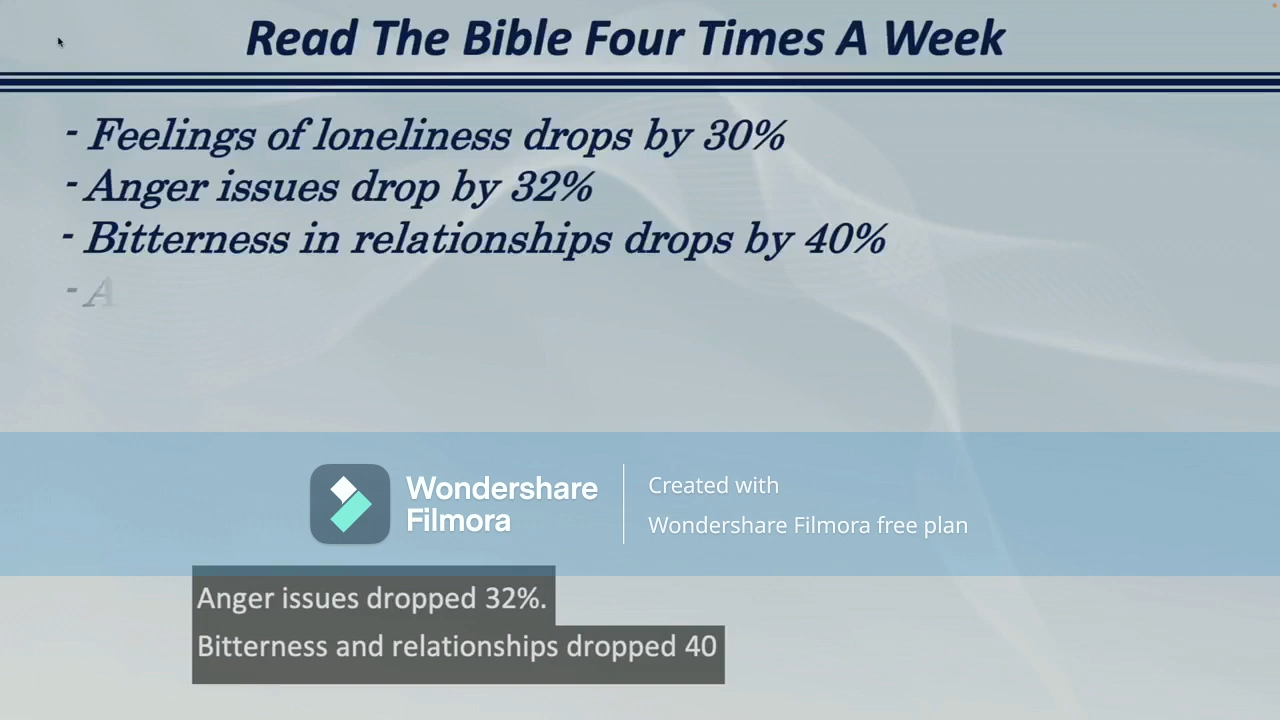 Read The Bible Four Times A Week
- Feelings of loneliness drops by 30%
- Anger issues drop by 32%
- Bitterness in relationships drops by 40%
- A
Wondershare
Filmora
Created with
Wondershare Filmora free plan
Anger issues dropped 32%.
Bitterness and relationships dropped 40